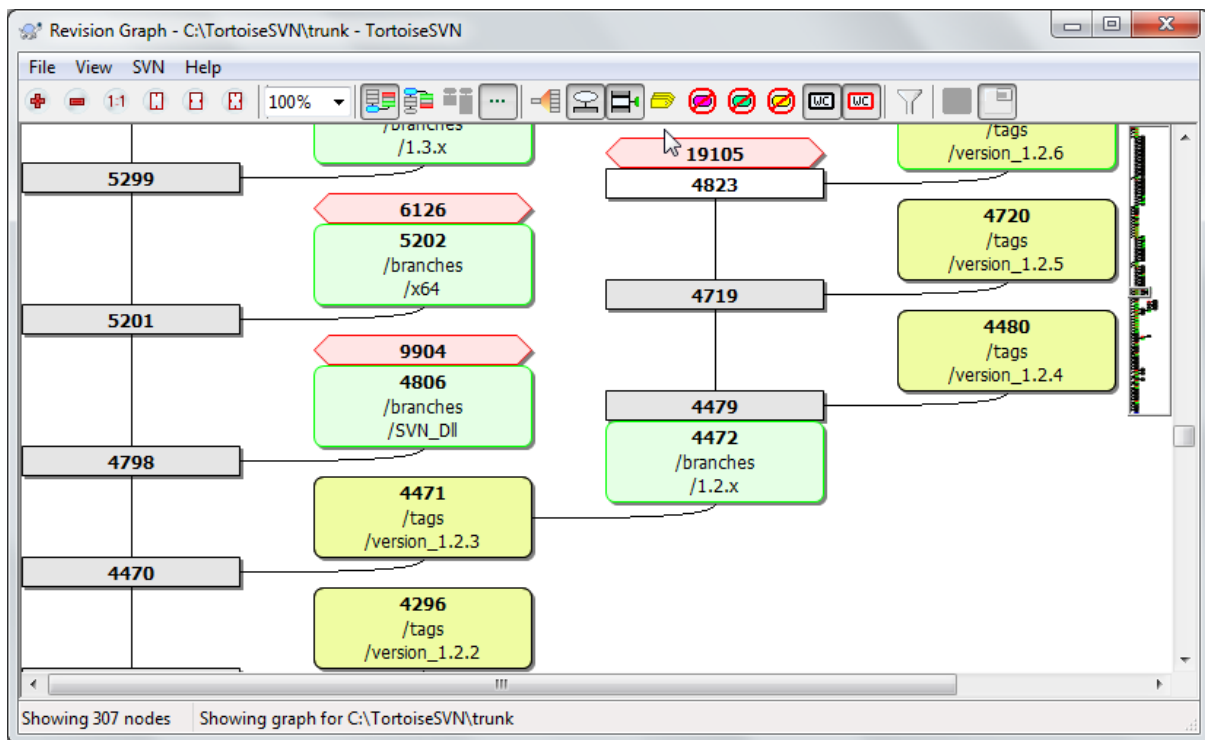 Revision Graph - C:\TortoiseSVN\trunk - TortoiseSVN
File View SVN Help
1:1
100%
WC
WC
/branches
/1.3.x
5299
6126
5202
/branches
/x64
5201
9904
4806
/branches
/SVN_Dll
4798
4471
/tags
/version_1.2.3
4470
4296
/tags
/version_1.2.2
19105
4823
/tags
/version_1.2.6
4720
/tags
/version_1.2.5
4719
4480
/tags
/version_1.2.4
4479
4472
/branches
/1.2.x
Showing 307 nodes
Showing graph for C:\TortoiseSVN\trunk